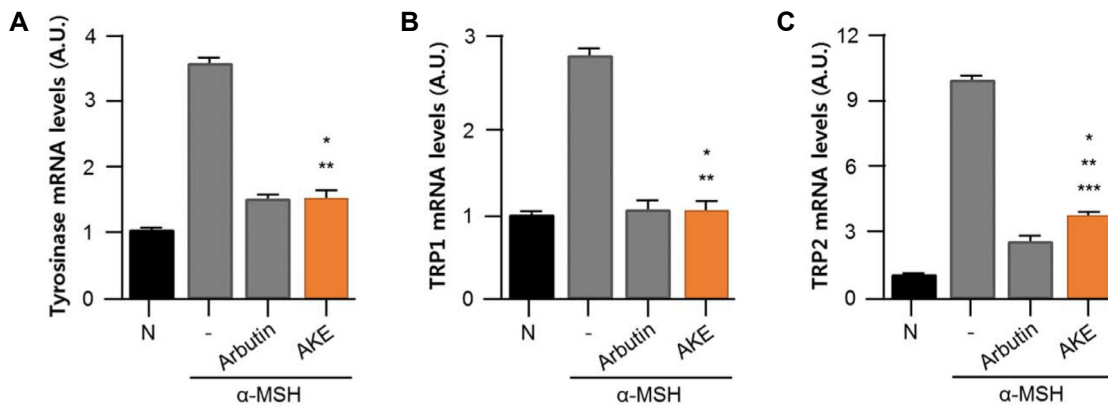 A
Tyrosinase mRNA levels (A.U.)
4
3
2
1
0
*
**
N
-
Arbutin
AKE
α-MSH
B
TRP1 mRNA levels (A.U.)
3
2
1
0
*
**
N
-
Arbutin
AKE
α-MSH
C
TRP2 mRNA levels (A.U.)
12
9
6
3
0
*
**
***
N
-
Arbutin
AKE
α-MSH